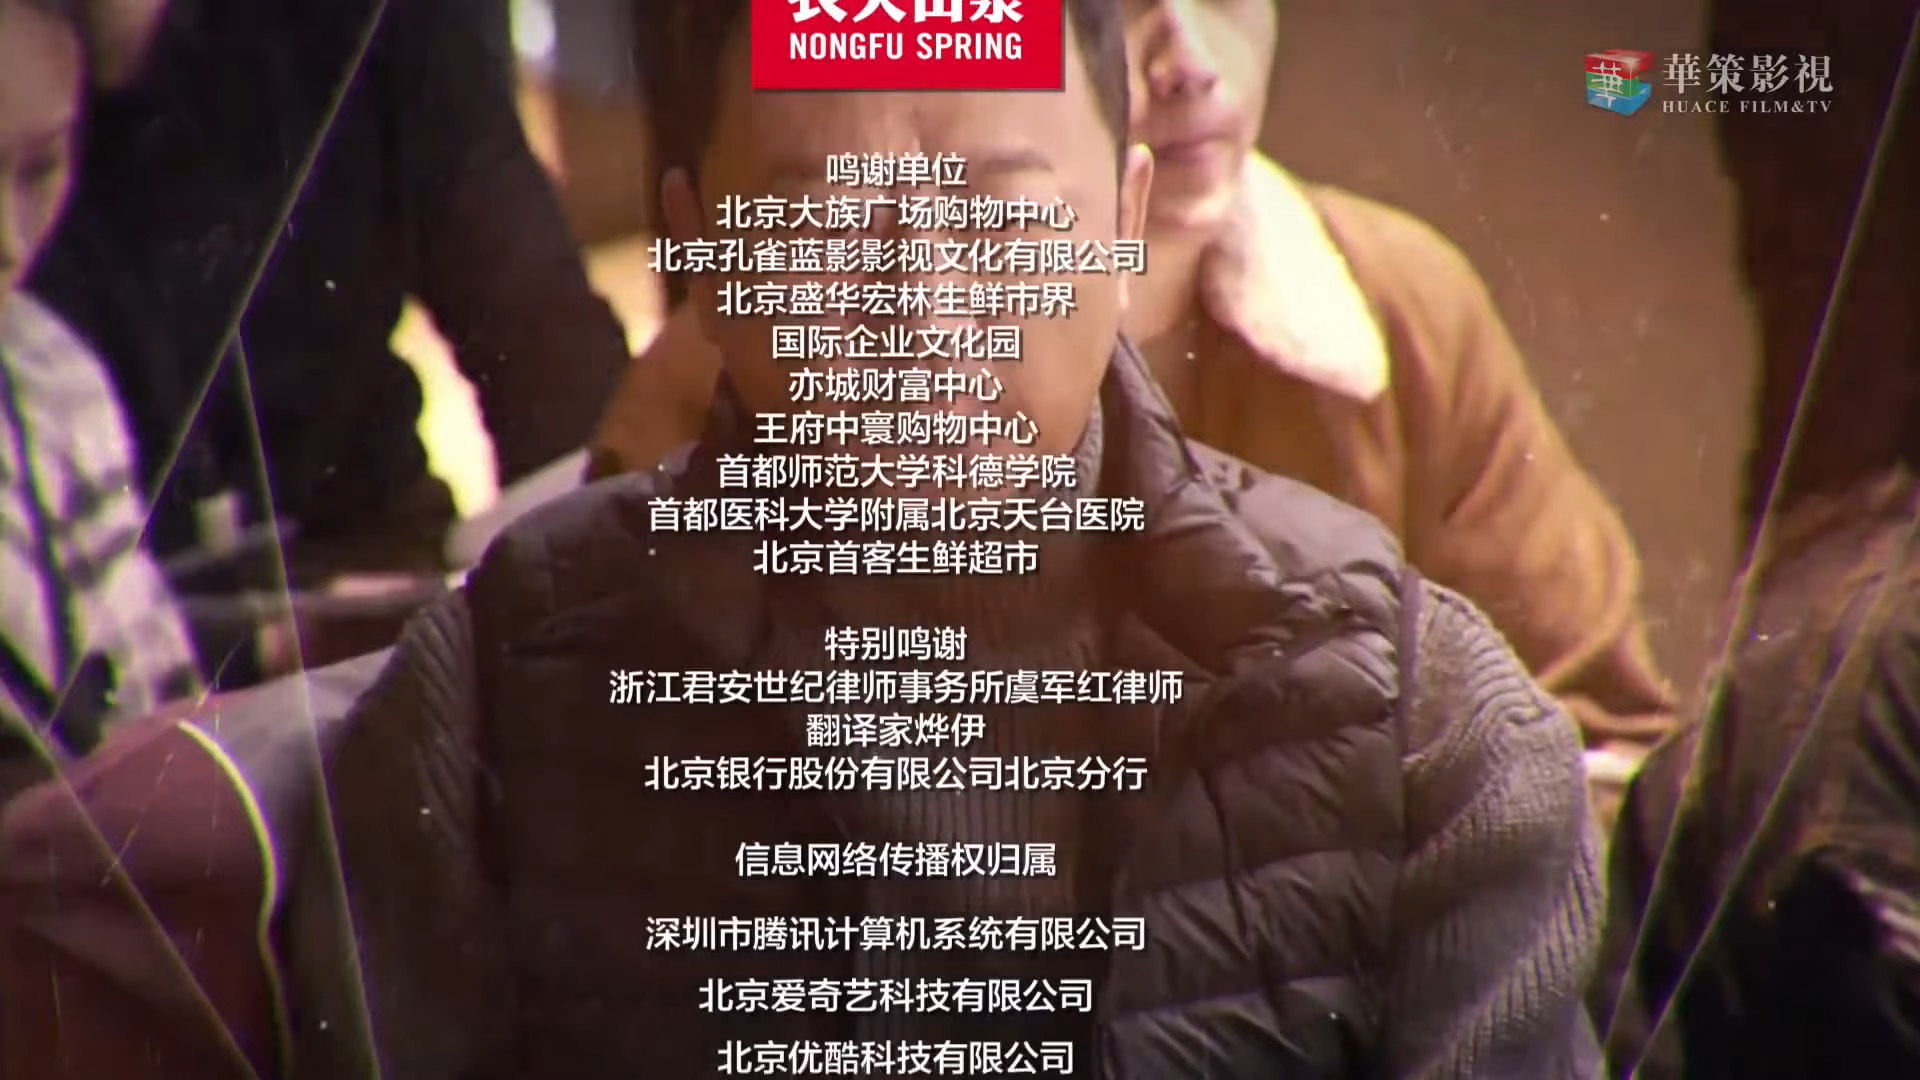 农夫山泉
NONGFU SPRING
華策影視
HUACE FILM&TV
鸣谢单位
北京大族广场购物中心
北京孔雀蓝影影视文化有限公司
北京盛华宏林生鲜市界
国际企业文化园
亦城财富中心
王府中寰购物中心
首都师范大学科德学院
首都医科大学附属北京天台医院
北京首客生鲜超市
特别鸣谢
浙江君安世纪律师事务所虞军红律师
翻译家烨伊
北京银行股份有限公司北京分行
信息网络传播权归属
深圳市腾讯计算机系统有限公司
北京爱奇艺科技有限公司
北京优酷科技有限公司